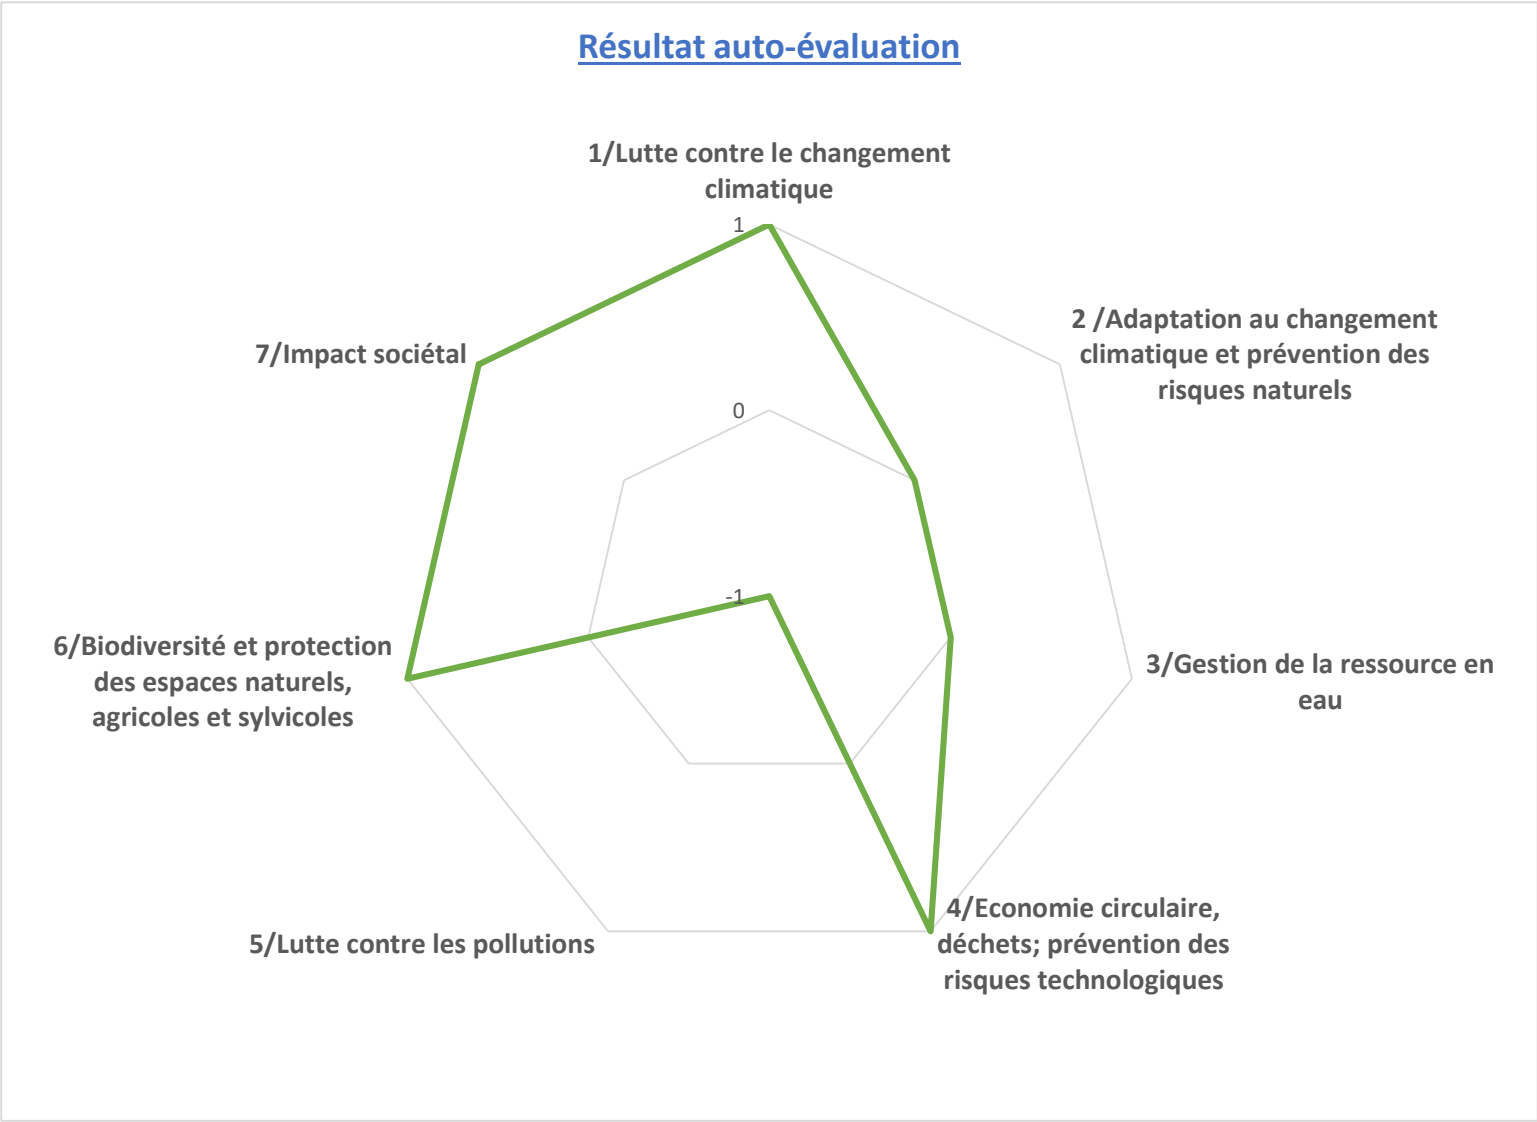 Résultat auto-évaluation
1/Lutte contre le changement
climatique
1
2 /Adaptation au changement
climatique et prévention des
risques naturels
7/Impact sociétal
0
-1
6/Biodiversité et protection
des espaces naturels,
agricoles et sylvicoles
3/Gestion de la ressource en
eau
4/Economie circulaire,
déchets; prévention des
risques technologiques
5/Lutte contre les pollutions